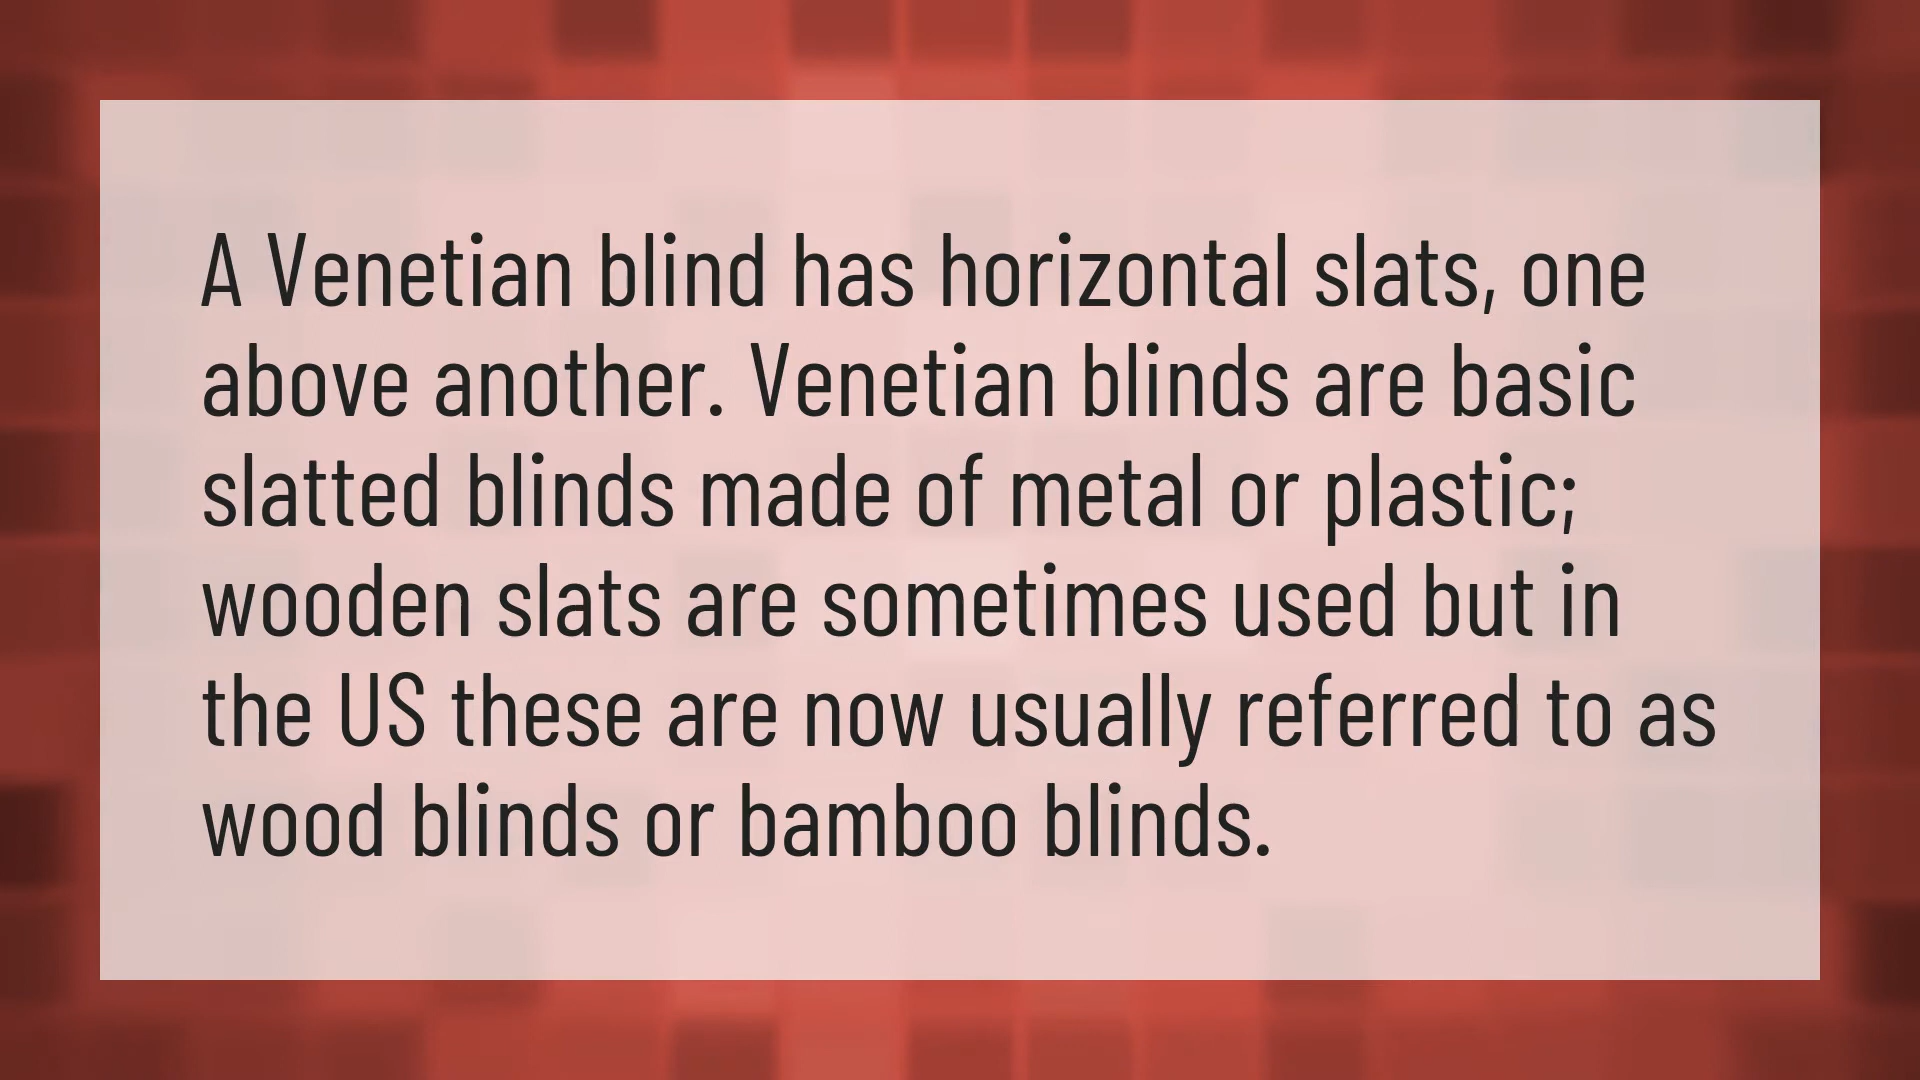 A Venetian blind has horizontal slats, one
above another. Venetian blinds are basic
slatted blinds made of metal or plastic;
wooden slats are sometimes used but in
the US these are now usually referred to as
wood blinds or bamboo blinds.